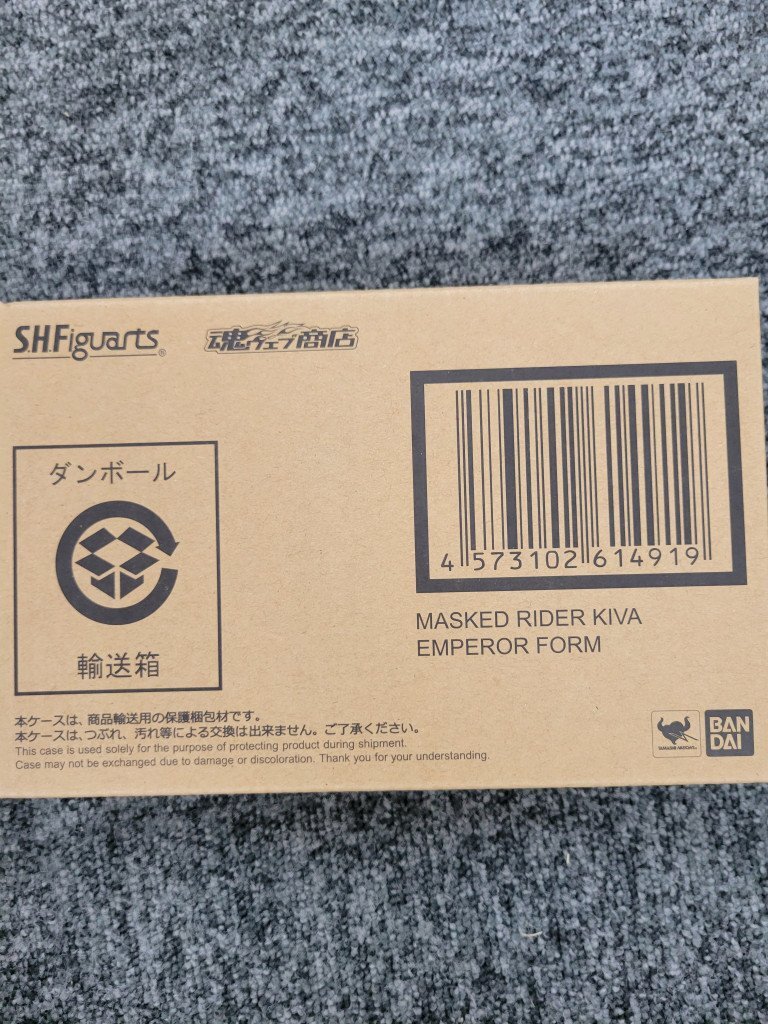 S.H.Figuarts®
魂ウェブ商店
ダンボール
輸送箱
4 573102 614919
MASKED RIDER KIVA
EMPEROR FORM
本ケースは、商品輸送用の保護梱包材です。
本ケースは、つぶれ、汚れ等による交換は出来ません。ご了承ください。
This case is used solely for the purpose of protecting product during shipment.
Case may not be exchanged due to damage or discoloration. Thank you for your understanding.
TAMASHII NATIONS
BAN
DAI